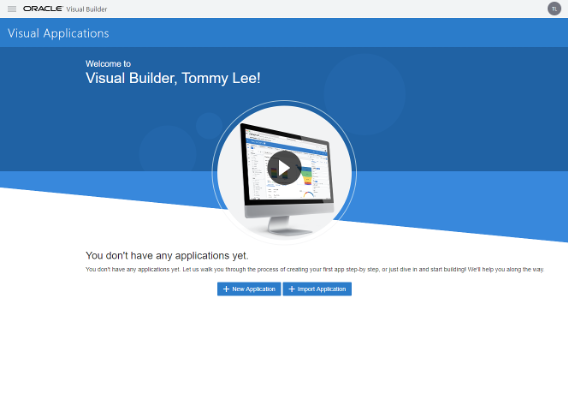 ORACLE Visual Builder
TL
Visual Applications
Welcome to
Visual Builder, Tommy Lee!
You don't have any applications yet.
You don't have any applications yet. Let us walk you through the process of creating your first app step-by step, or just dive in and start building! We'll help you along the way.
+ New Application
+ Import Application